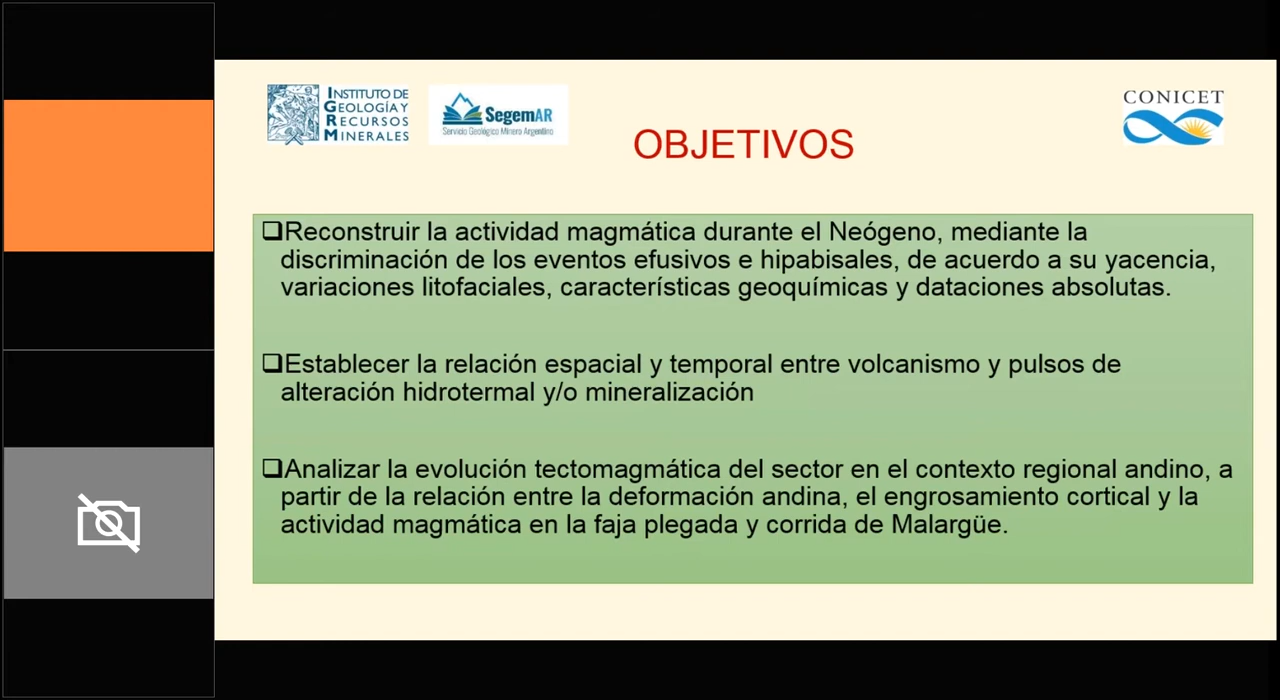 INSTITUTO DE
GEOLOGÍA Y
RECURSOS
MINERALES
SegemAR
Servicio Geológico Minero Argentino
CONICET
OBJETIVOS
❑Reconstruir la actividad magmática durante el Neógeno, mediante la
discriminación de los eventos efusivos e hipabisales, de acuerdo a su yacencia,
variaciones litofaciales, características geoquímicas y dataciones absolutas.
❑Establecer la relación espacial y temporal entre volcanismo y pulsos de
alteración hidrotermal y/o mineralización
❑Analizar la evolución tectomagmática del sector en el contexto regional andino, a
partir de la relación entre la deformación andina, el engrosamiento cortical y la
actividad magmática en la faja plegada y corrida de Malargüe.